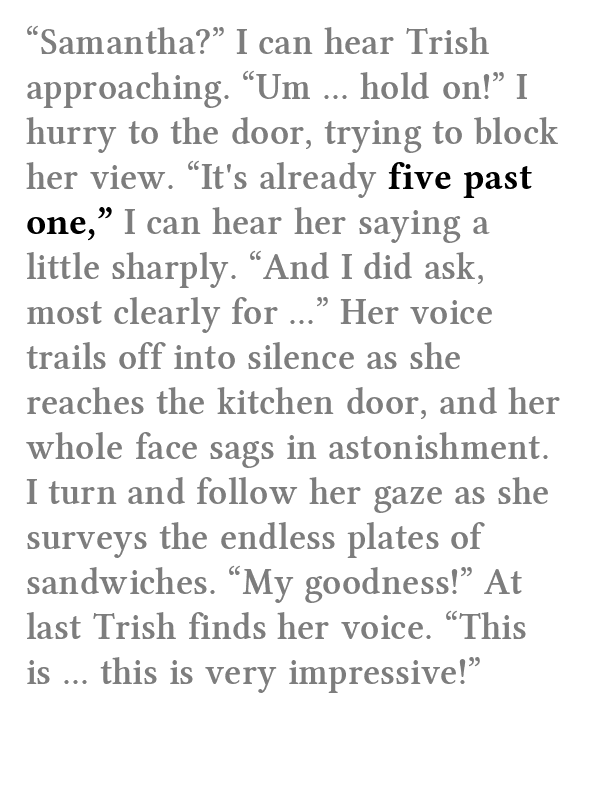 “Samantha?” I can hear Trish
approaching. “Um ... hold on!” I
hurry to the door, trying to block
her view. “It's already five past
one,” I can hear her saying a
little sharply. “And I did ask,
most clearly for ...” Her voice
trails off into silence as she
reaches the kitchen door, and her
whole face sags in astonishment.
I turn and follow her gaze as she
surveys the endless plates of
sandwiches. “My goodness!” At
last Trish finds her voice. “This
is ... this is very impressive!”